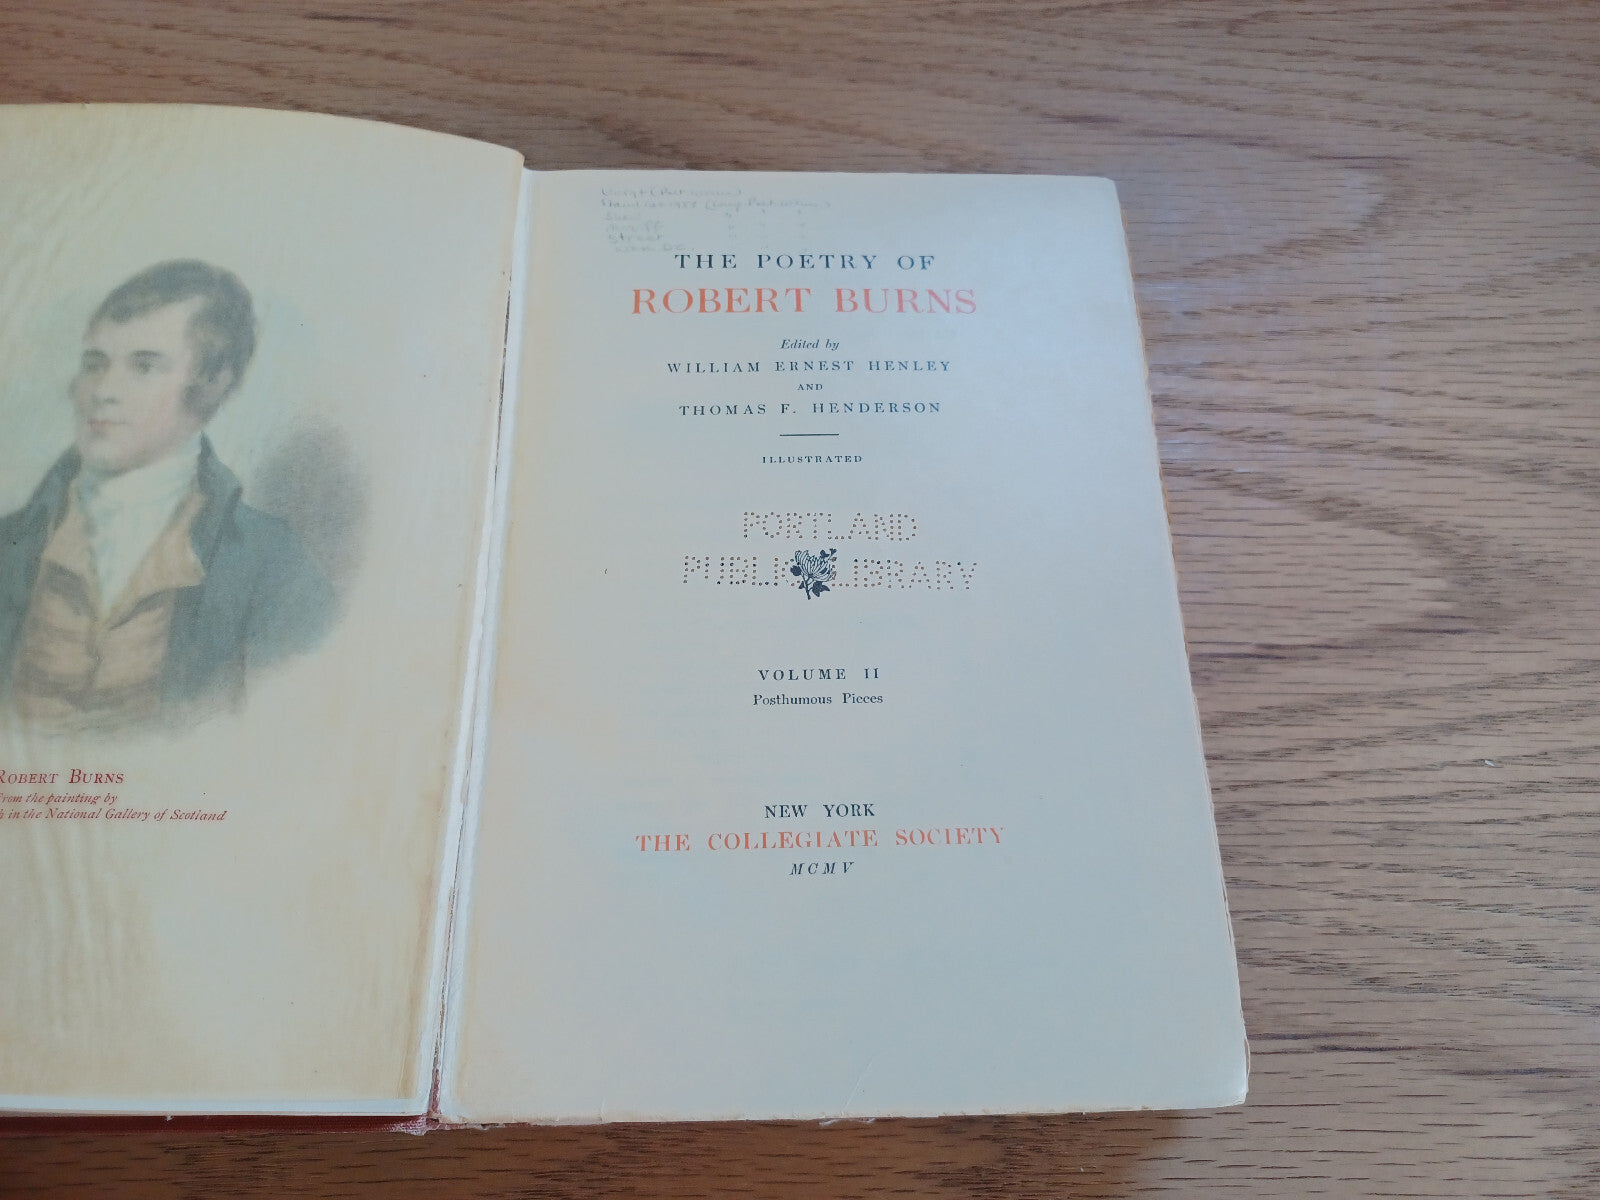 THE POETRY OF
ROBERT BURNS
Edited by
WILLIAM ERNEST HENLEY
AND
THOMAS F. HENDERSON
ILLUSTRATED
PORTLAND
PUBLIC LIBRARY
VOLUME II
Posthumous Pieces
NEW YORK
THE COLLEGIATE SOCIETY
MCMV
ROBERT BURNS
From the painting by
in the National Gallery of Scotland